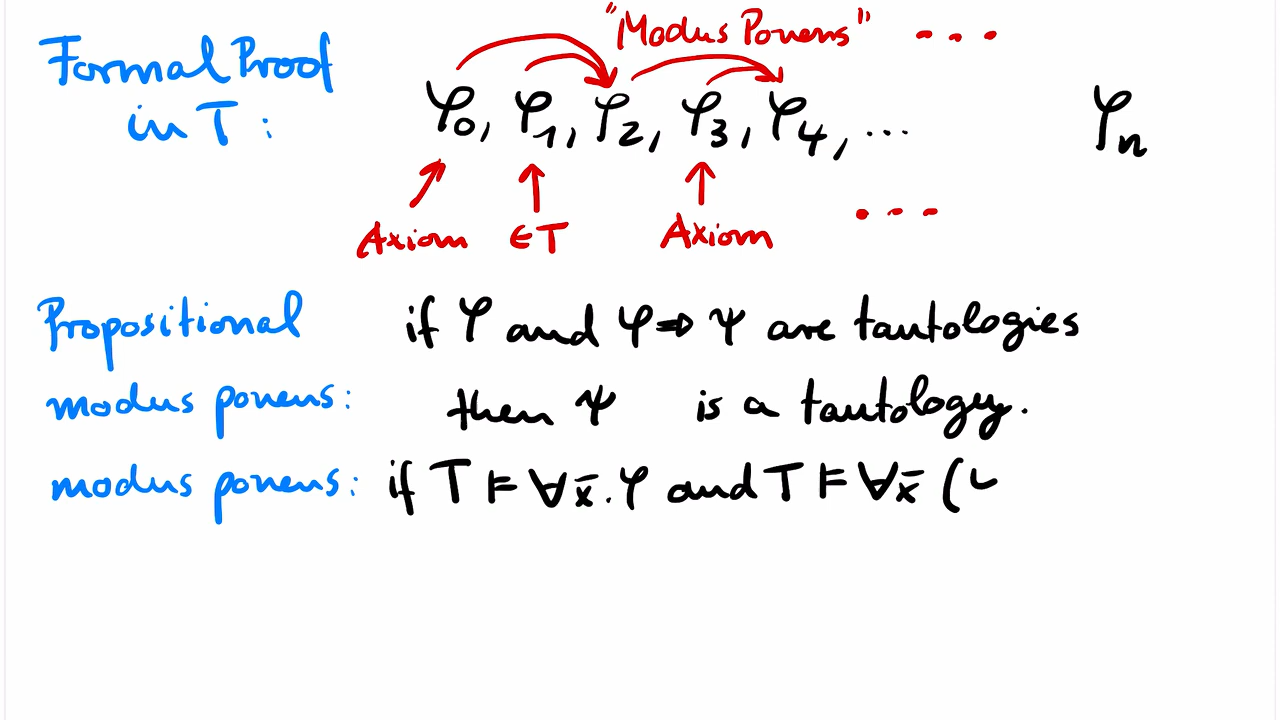 "Modus Ponens" ...
Formal Proof
in T :
φ₀, φ₁, φ₂, φ₃, φ₄, ... φₙ
Axiom ∈T Axiom ...
Propositional if φ and φ ⇒ ψ are tautologies
modus ponens: then ψ is a tautology.
modus ponens: if T ⊨ ∀x̄. φ and T ⊨ ∀x̄ (